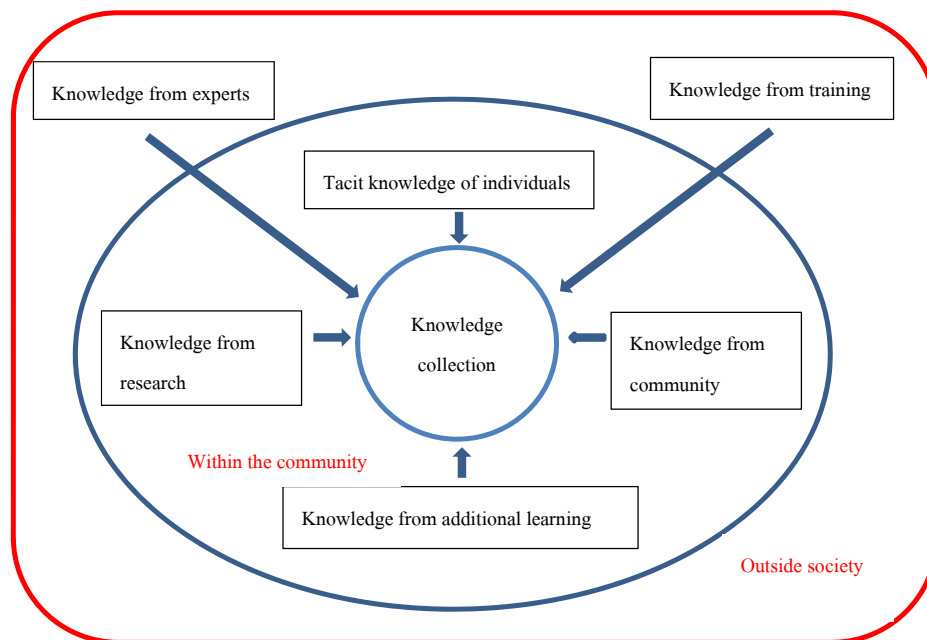 Knowledge from experts
Knowledge from training
Tacit knowledge of individuals
Knowledge from
research
Knowledge
collection
Knowledge from
community
Within the community
Knowledge from additional learning
Outside society